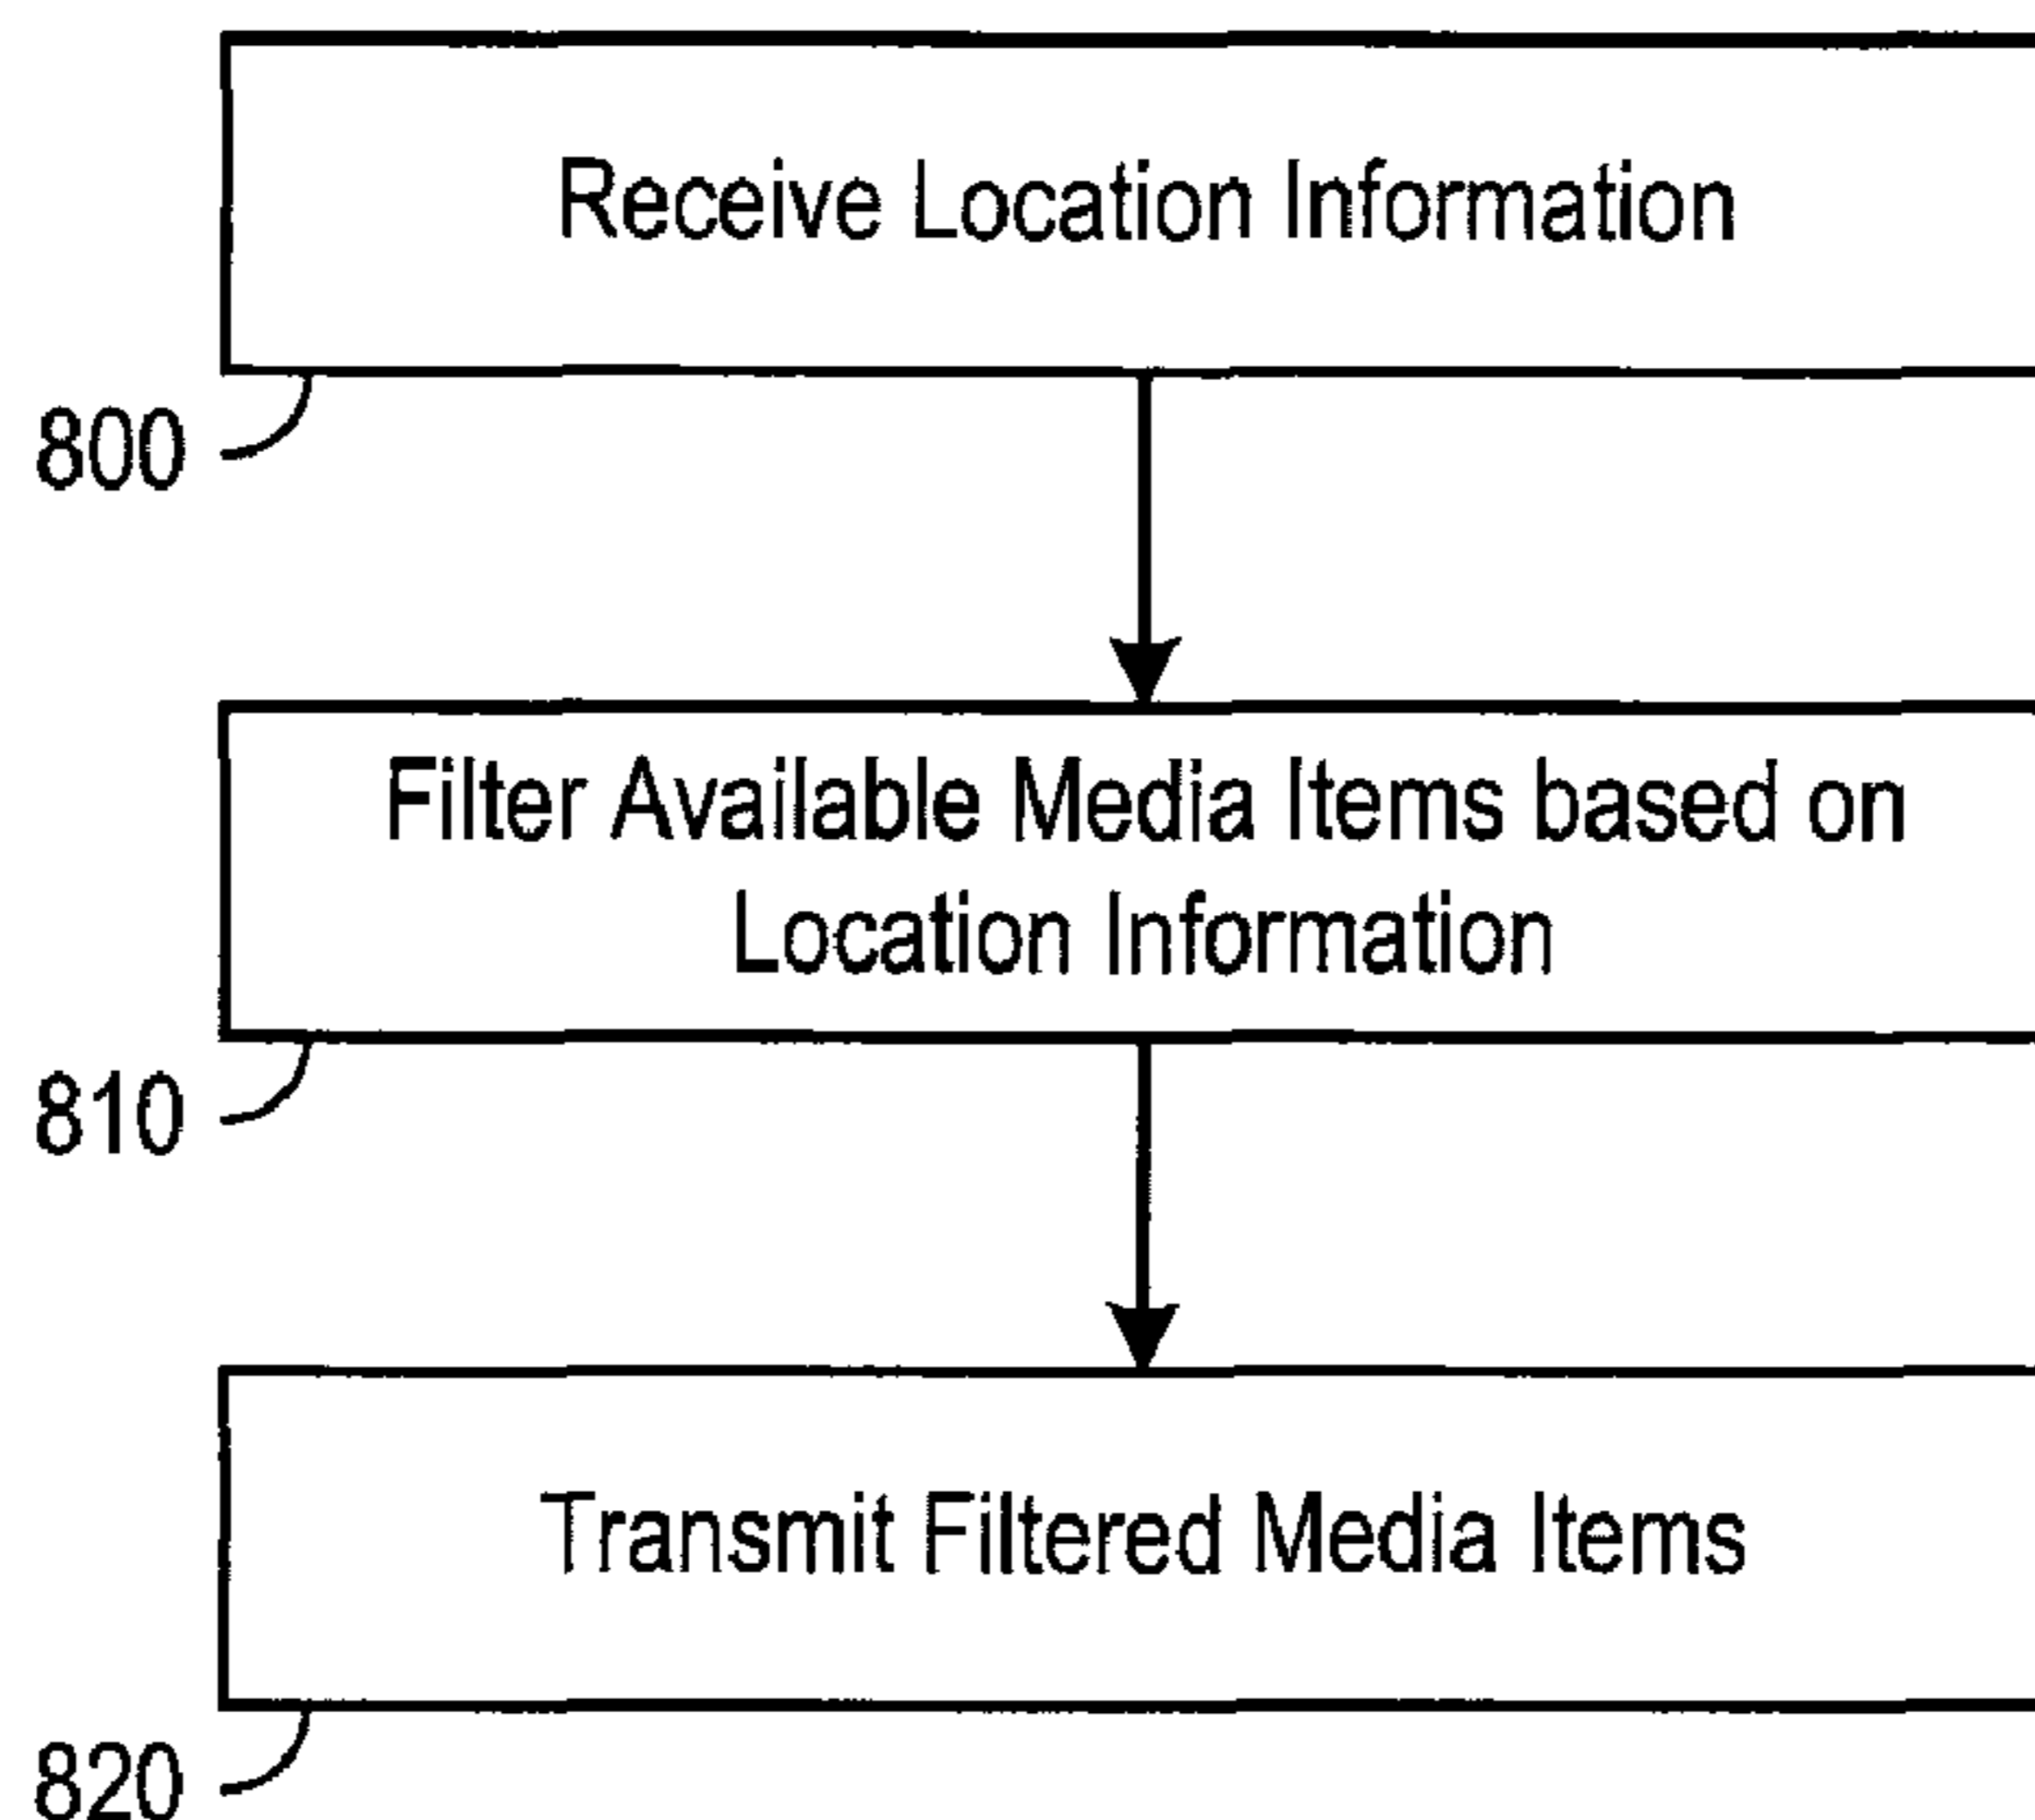 Receive Location Information
800
Filter Available Media Items based on
Location Information
810
Transmit Filtered Media Items
820